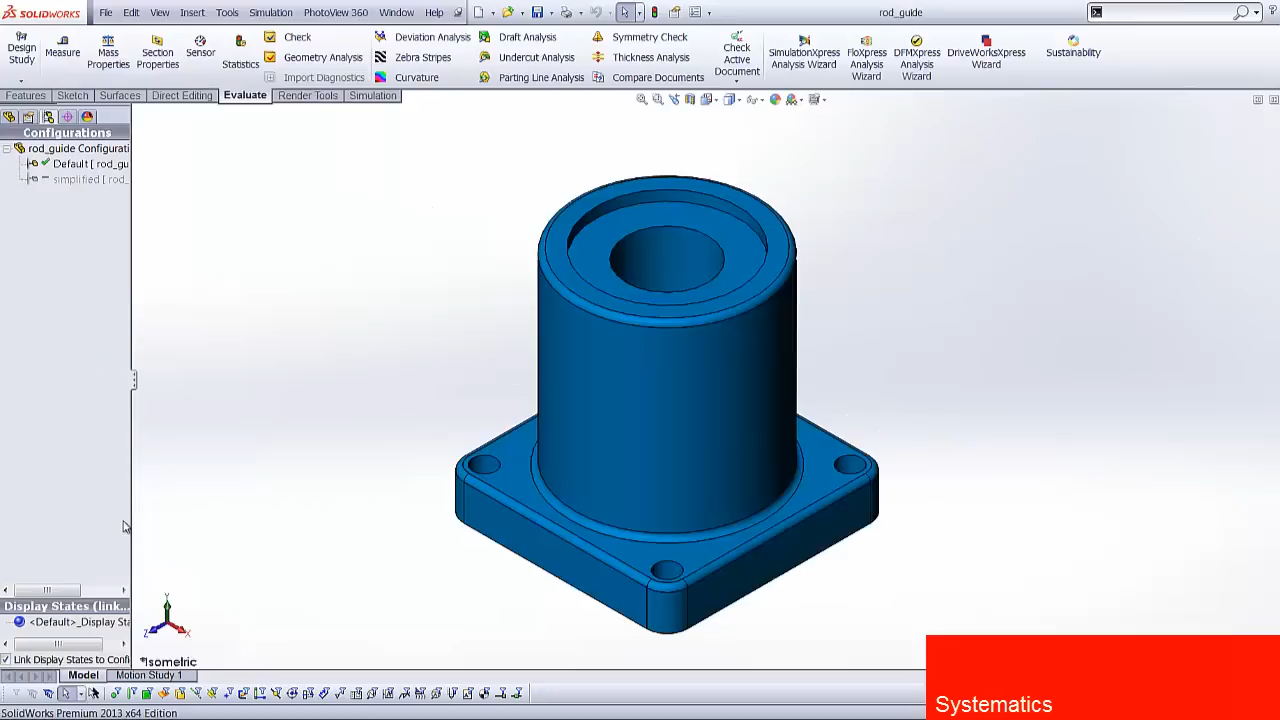 SOLIDWORKS File Edit View Insert Tools Simulation PhotoView 360 Window Help rod_guide
Design Study
Measure
Mass Properties
Section Properties
Sensor
Statistics
Check
Geometry Analysis
Import Diagnostics
Deviation Analysis
Zebra Stripes
Curvature
Draft Analysis
Undercut Analysis
Parting Line Analysis
Symmetry Check
Thickness Analysis
Compare Documents
Check Active Document
SimulationXpress Analysis Wizard
FloXpress Analysis Wizard
DFMXpress Analysis Wizard
DriveWorksXpress Wizard
Sustainability
Features Sketch Surfaces Direct Editing Evaluate Render Tools Simulation
Configurations
rod_guide Configurati
Default [ rod_gu
simplified [ rod_
Display States (link...
<Default>_Display Sta
Link Display States to Confi
Y
Z X
*Isometric
Model Motion Study 1
SolidWorks Premium 2013 x64 Edition
Systematics